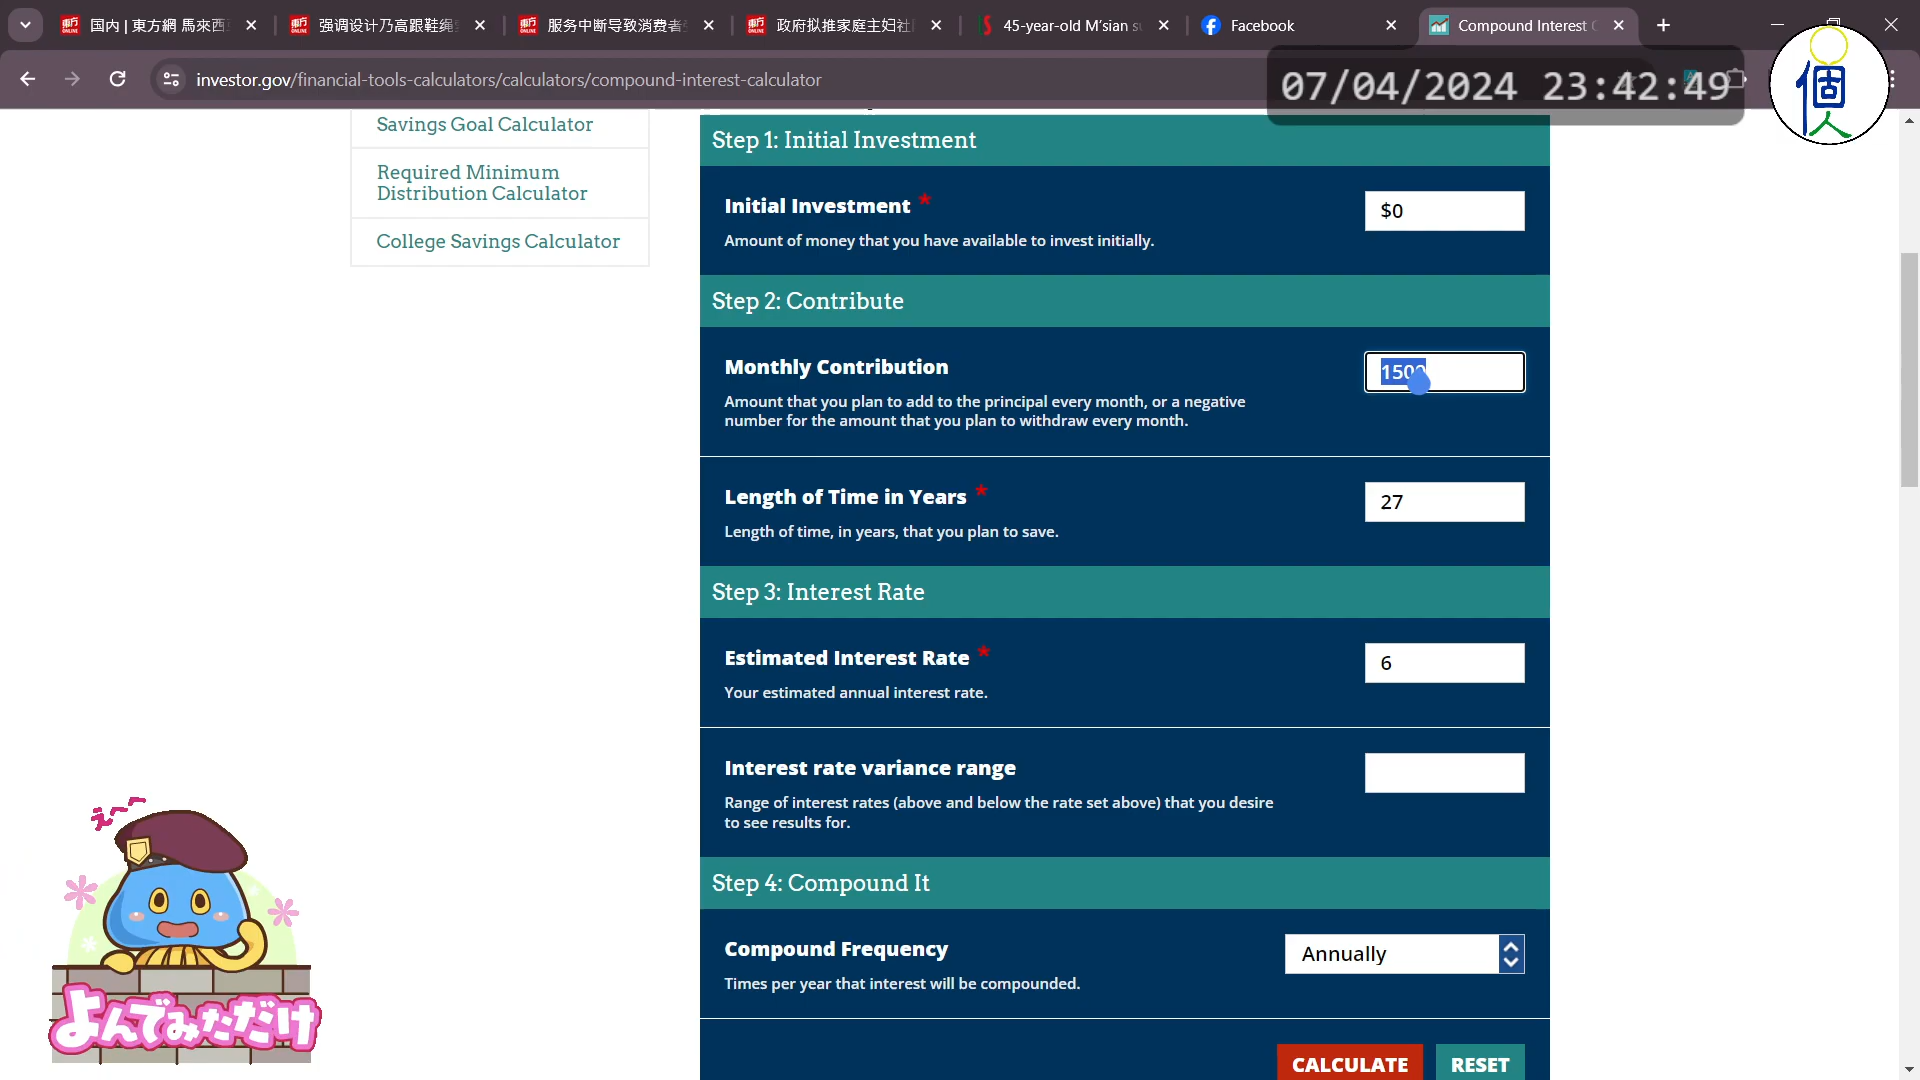 国内 | 東方網 馬來西
强调设计乃高跟鞋绳
服务中断导致消费者
政府拟推家庭主妇社
45-year-old M'sian s
Facebook
Compound Interest C
investor.gov/financial-tools-calculators/calculators/compound-interest-calculator
07/04/2024 23:42:49
個人
Savings Goal Calculator
Required Minimum
Distribution Calculator
College Savings Calculator
Step 1: Initial Investment
Initial Investment *
$0
Amount of money that you have available to invest initially.
Step 2: Contribute
Monthly Contribution
1500
Amount that you plan to add to the principal every month, or a negative
number for the amount that you plan to withdraw every month.
Length of Time in Years *
27
Length of time, in years, that you plan to save.
Step 3: Interest Rate
Estimated Interest Rate *
6
Your estimated annual interest rate.
Interest rate variance range
Range of interest rates (above and below the rate set above) that you desire
to see results for.
Step 4: Compound It
Compound Frequency
Annually
Times per year that interest will be compounded.
CALCULATE
RESET
え~~
よんでみただけ